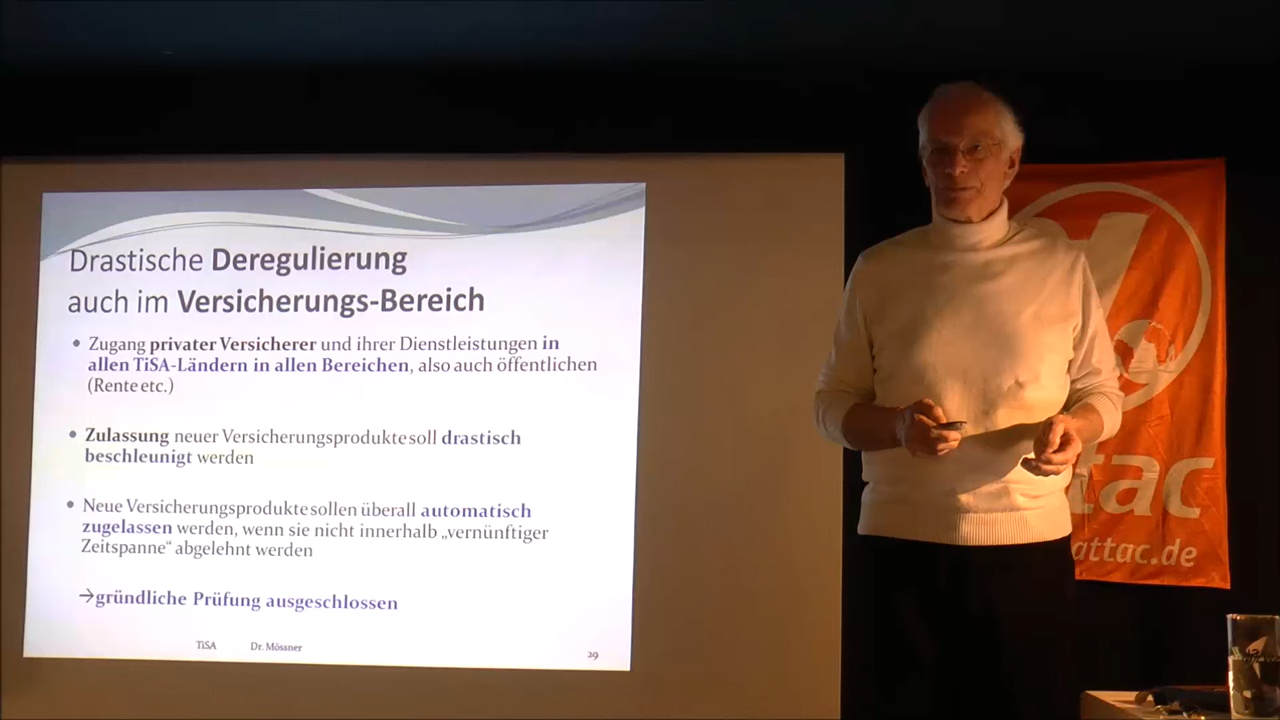 Drastische Deregulierung
auch im Versicherungs-Bereich
• Zugang privater Versicherer und ihrer Dienstleistungen in
allen TiSA-Ländern in allen Bereichen, also auch öffentlichen
(Rente etc.)
• Zulassung neuer Versicherungsprodukte soll drastisch
beschleunigt werden
• Neue Versicherungsprodukte sollen überall automatisch
zugelassen werden, wenn sie nicht innerhalb „vernünftiger
Zeitspanne“ abgelehnt werden
→gründliche Prüfung ausgeschlossen
TiSA Dr. Mössner 29
ttac
attac.de